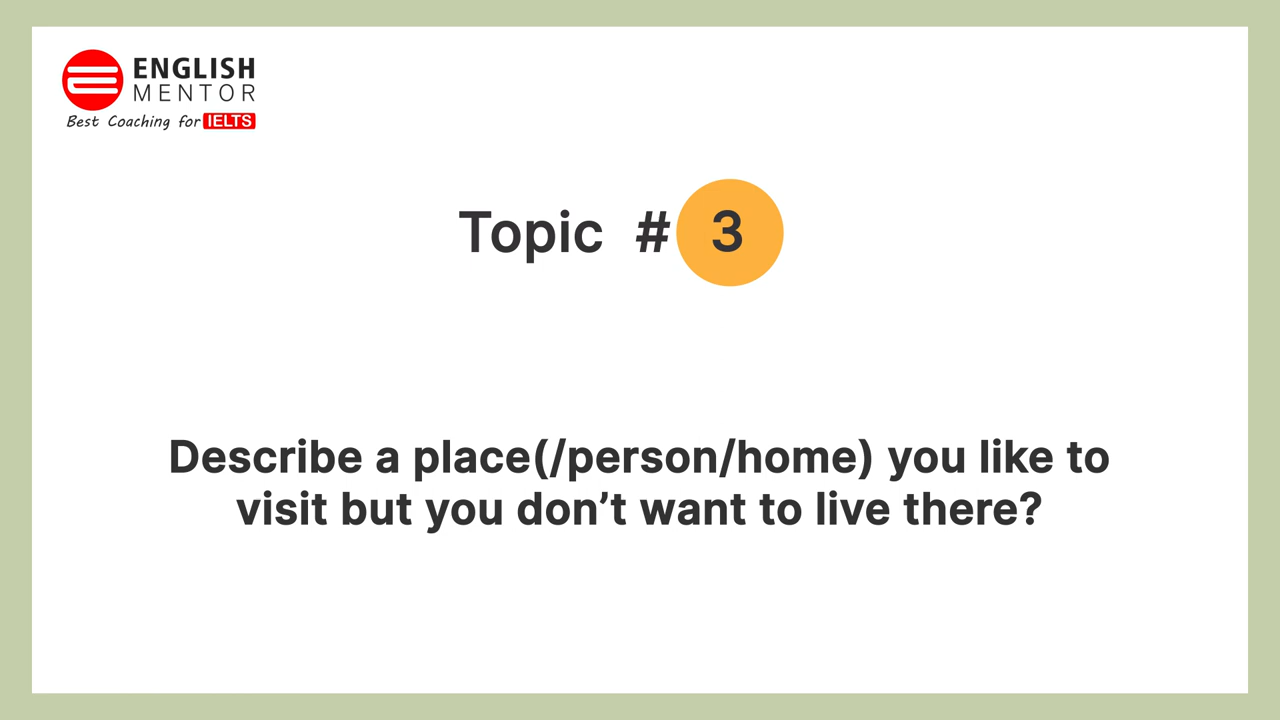 ENGLISH
MENTOR
Best Coaching for IELTS
Topic # 3
Describe a place(/person/home) you like to
visit but you don’t want to live there?